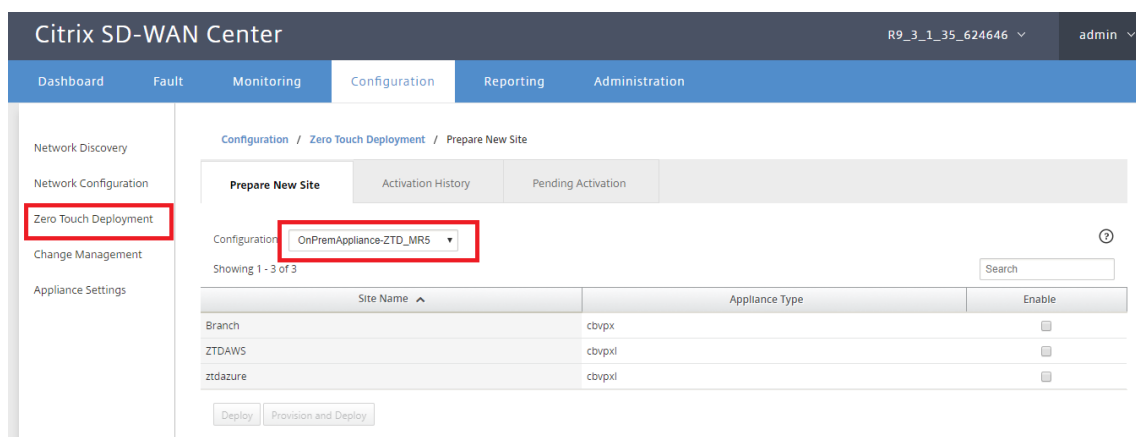 Citrix SD-WAN Center R9_3_1_35_624646 admin
Dashboard Fault Monitoring Configuration Reporting Administration
Network Discovery
Network Configuration
Zero Touch Deployment
Change Management
Appliance Settings
Configuration / Zero Touch Deployment / Prepare New Site
Prepare New Site Activation History Pending Activation
Configuration: OnPremAppliance-ZTD_MR5
Showing 1 - 3 of 3 Search
Site Name Appliance Type Enable
Branch cbvpx
ZTDAWS cbvpxl
ztdazure cbvpxl
Deploy Provision and Deploy